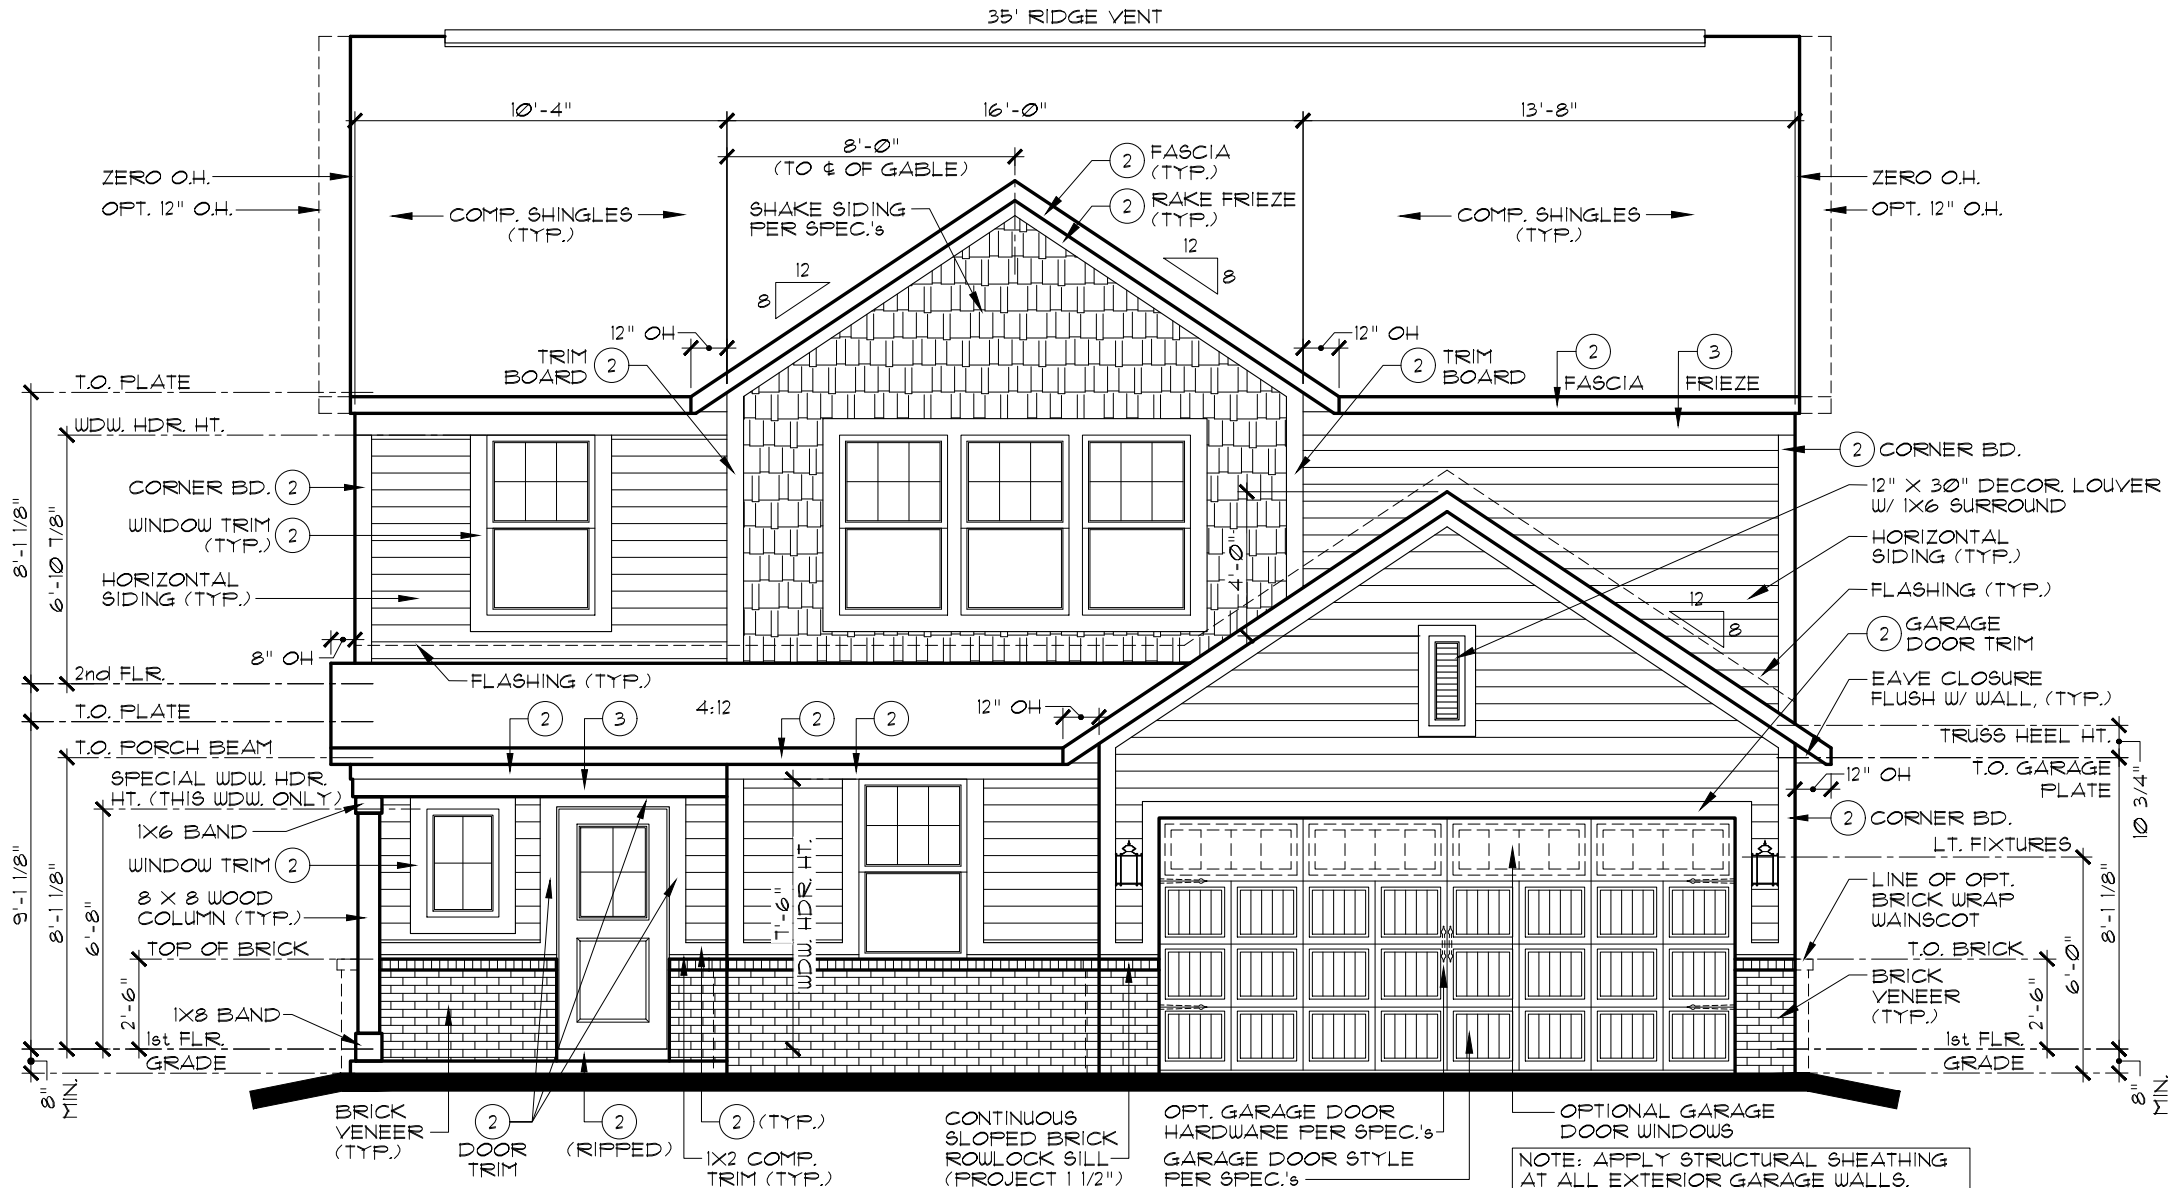 35' RIDGE VENT
10'-4"
16'-0"
13'-8"
8'-0"
(TO ℄ OF GABLE)
2
FASCIA
(TYP.)
ZERO O.H.
OPT. 12" O.H.
COMP. SHINGLES
(TYP.)
SHAKE SIDING
PER SPEC.'s
2
RAKE FRIEZE
(TYP.)
COMP. SHINGLES
(TYP.)
ZERO O.H.
OPT. 12" O.H.
12
8
12
8
12" OH
12" OH
TRIM
BOARD
2
2
TRIM
BOARD
2
FASCIA
3
FRIEZE
T.O. PLATE
WDW. HDR. HT.
8'-1 1/8"
6'-10 7/8"
CORNER BD.
2
WINDOW TRIM
(TYP.)
2
HORIZONTAL
SIDING (TYP.)
8" OH
2nd FLR.
FLASHING (TYP.)
4'-0"
2
CORNER BD.
12" X 30" DECOR. LOUVER
W/ 1X6 SURROUND
HORIZONTAL
SIDING (TYP.)
FLASHING (TYP.)
12
8
2
GARAGE
DOOR TRIM
EAVE CLOSURE
FLUSH W/ WALL, (TYP.)
T.O. PLATE
T.O. PORCH BEAM
2
3
4:12
2
2
12" OH
TRUSS HEEL HT.
T.O. GARAGE
PLATE
12" OH
10 3/4"
SPECIAL WDW. HDR.
HT. (THIS WDW. ONLY)
1X6 BAND
WINDOW TRIM
2
8 X 8 WOOD
COLUMN (TYP.)
TOP OF BRICK
9'-1 1/8"
8'-1 1/8"
6'-8"
2'-6"
1X8 BAND
1st FLR.
GRADE
8"
MIN.
7'-6"
WDW. HDR. HT.
2
CORNER BD.
LT. FIXTURES
LINE OF OPT.
BRICK WRAP
WAINSCOT
T.O. BRICK
BRICK
VENEER
(TYP.)
1st FLR.
GRADE
2'-6"
6'-0"
8'-1 1/8"
8"
MIN.
BRICK
VENEER
(TYP.)
2
DOOR
TRIM
2
(RIPPED)
2
(TYP.)
1X2 COMP.
TRIM (TYP.)
CONTINUOUS
SLOPED BRICK
ROWLOCK SILL
(PROJECT 1 1/2")
OPT. GARAGE DOOR
HARDWARE PER SPEC.'s
GARAGE DOOR STYLE
PER SPEC.'s
OPTIONAL GARAGE
DOOR WINDOWS
NOTE: APPLY STRUCTURAL SHEATHING
AT ALL EXTERIOR GARAGE WALLS.